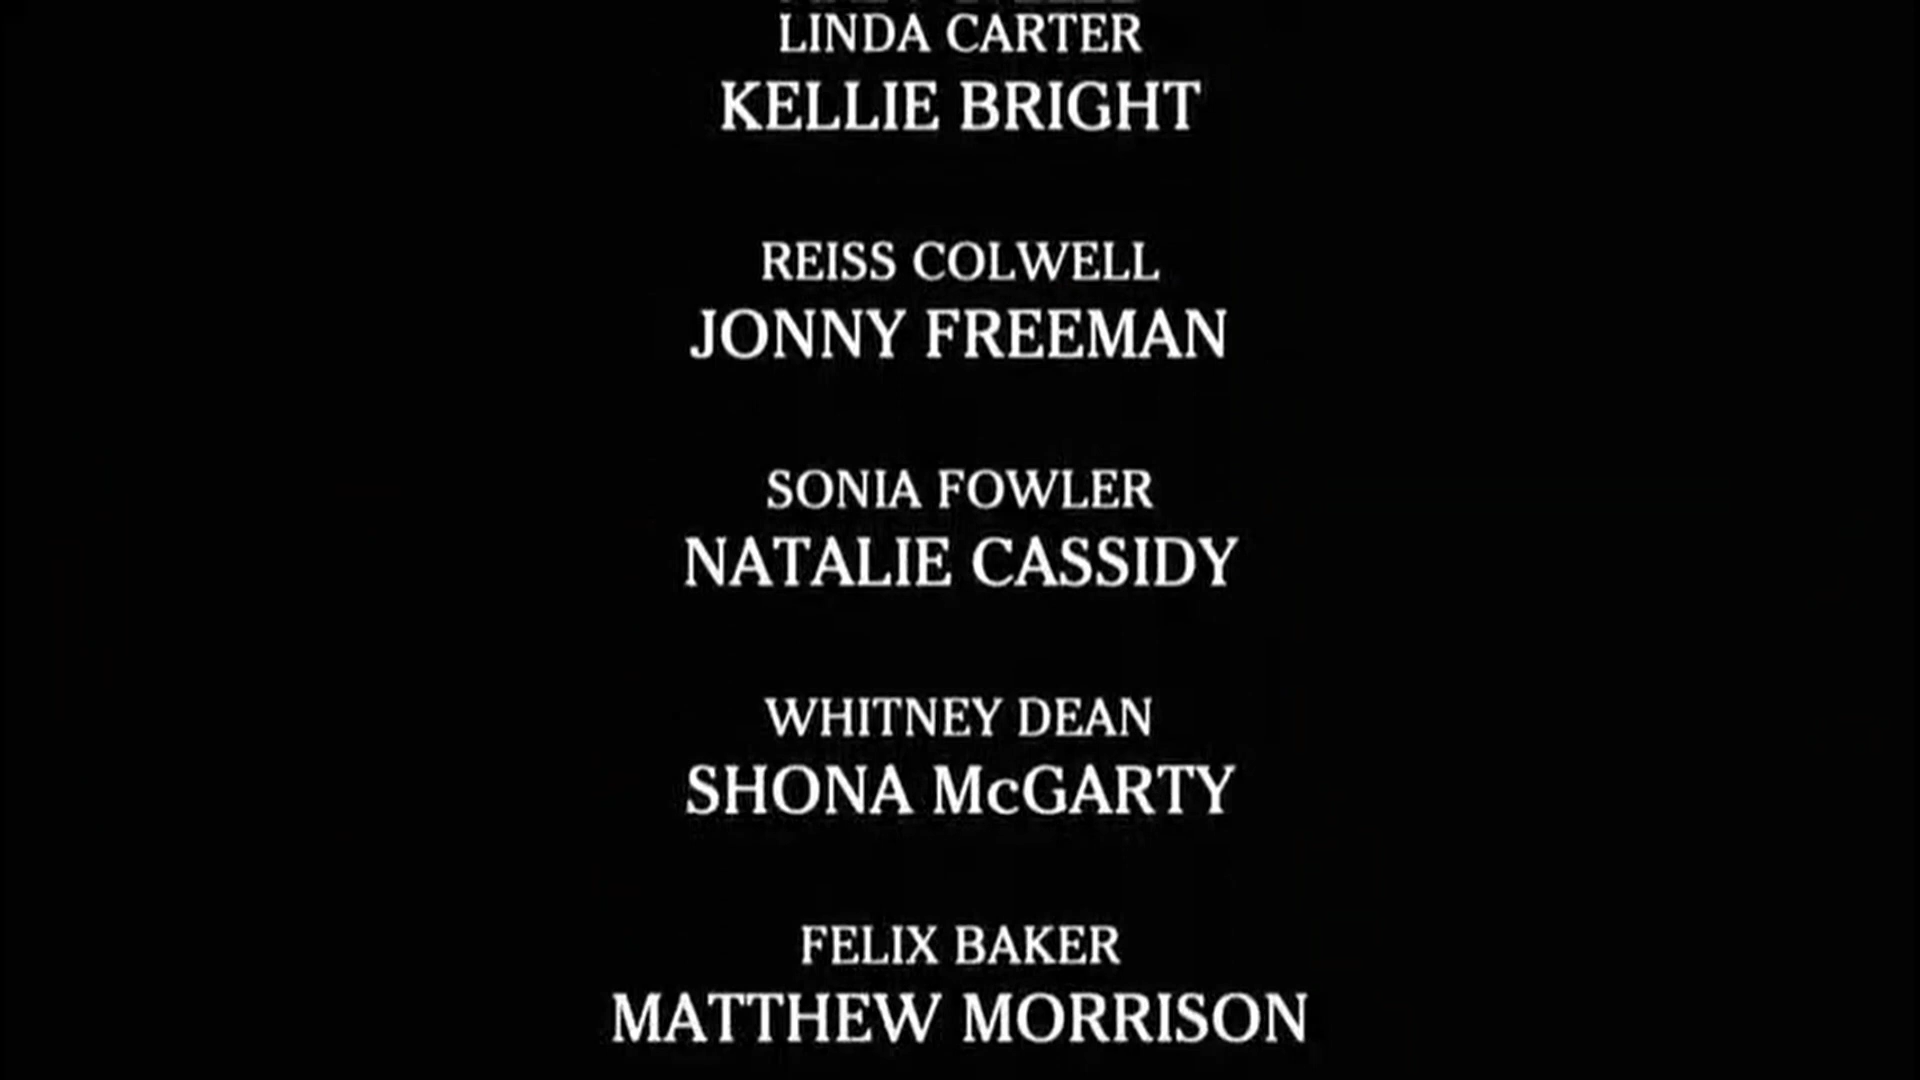 LINDA CARTER
KELLIE BRIGHT
REISS COLWELL
JONNY FREEMAN
SONIA FOWLER
NATALIE CASSIDY
WHITNEY DEAN
SHONA McGARTY
FELIX BAKER
MATTHEW MORRISON